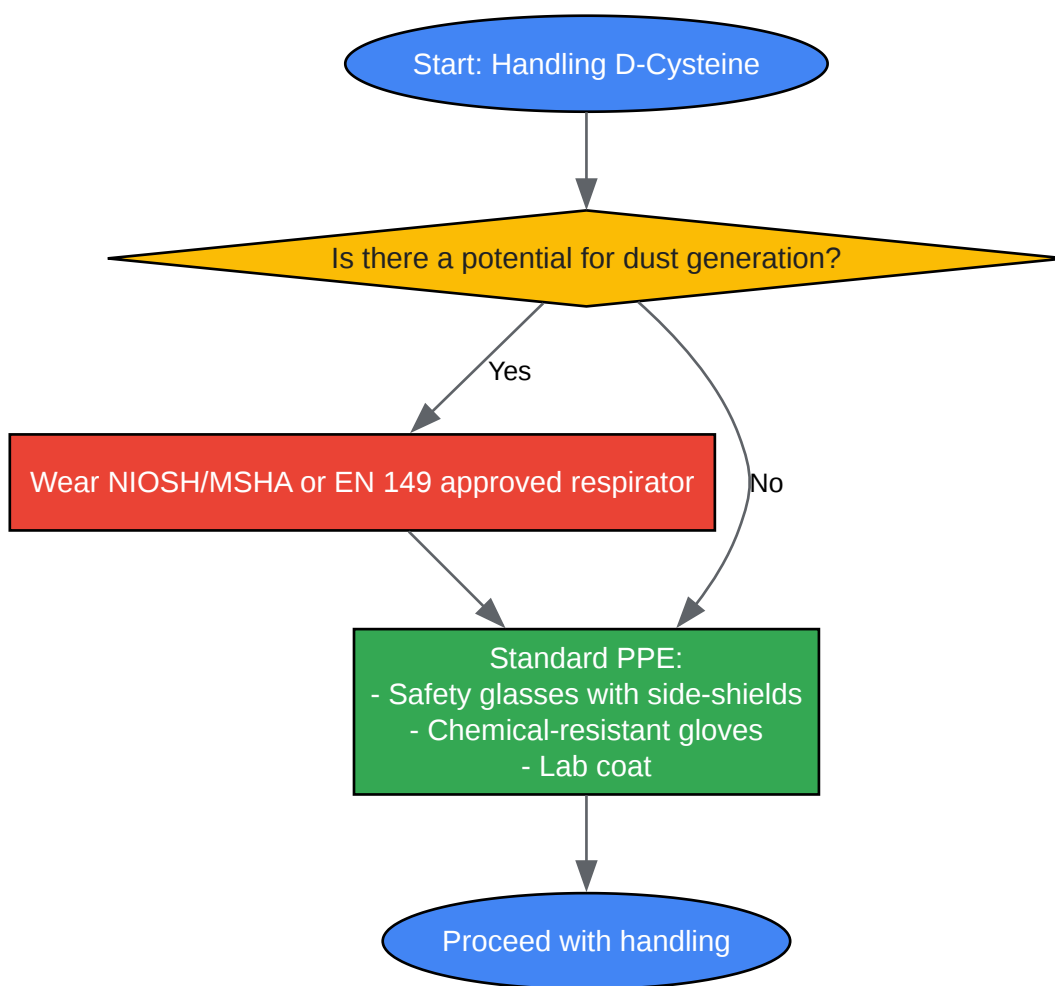 Start: Handling D-Cysteine
Is there a potential for dust generation?
Yes
Wear NIOSH/MSHA or EN 149 approved respirator
No
Standard PPE:
- Safety glasses with side-shields
- Chemical-resistant gloves
- Lab coat
Proceed with handling